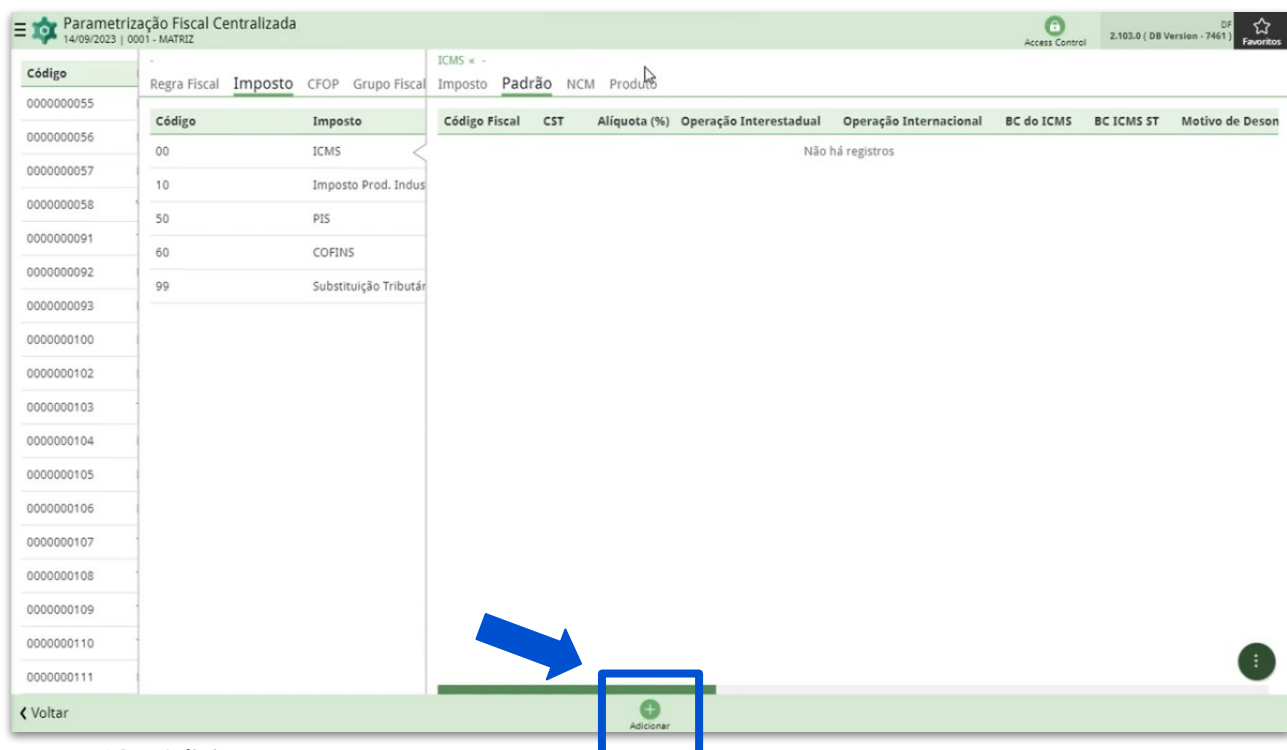 Parametrização Fiscal Centralizada
14/09/2023 | 0001 - MATRIZ
Access Control
DF
2.103.0 ( DB Version - 7461 )
Favoritos
Código
0000000055
0000000056
0000000057
0000000058
0000000091
0000000092
0000000093
0000000100
0000000102
0000000103
0000000104
0000000105
0000000106
0000000107
0000000108
0000000109
0000000110
0000000111
-
Regra Fiscal Imposto CFOP Grupo Fiscal
Código Imposto
00 ICMS
10 Imposto Prod. Indus
50 PIS
60 COFINS
99 Substituição Tributár
ICMS « -
Imposto Padrão NCM Produto
Código Fiscal CST Alíquota (%) Operação Interestadual Operação Internacional BC do ICMS BC ICMS ST Motivo de Deson
Não há registros
Voltar
Adicionar